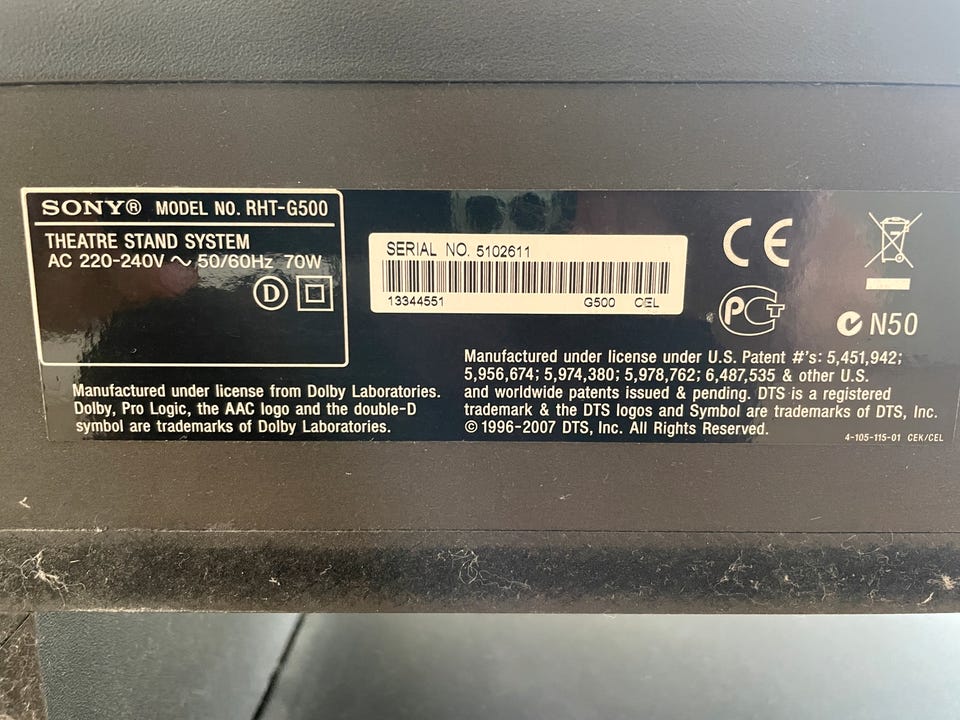 SONY® MODEL NO. RHT-G500
THEATRE STAND SYSTEM
AC 220-240V ~ 50/60Hz 70W
D
SERIAL NO. 5102611
13344551 G500 CEL
CE
PCT
N50
Manufactured under license from Dolby Laboratories.
Dolby, Pro Logic, the AAC logo and the double-D
symbol are trademarks of Dolby Laboratories.
Manufactured under license under U.S. Patent #'s: 5,451,942;
5,956,674; 5,974,380; 5,978,762; 6,487,535 & other U.S.
and worldwide patents issued & pending. DTS is a registered
trademark & the DTS logos and Symbol are trademarks of DTS, Inc.
© 1996-2007 DTS, Inc. All Rights Reserved.
4-105-115-01 CEK/CEL